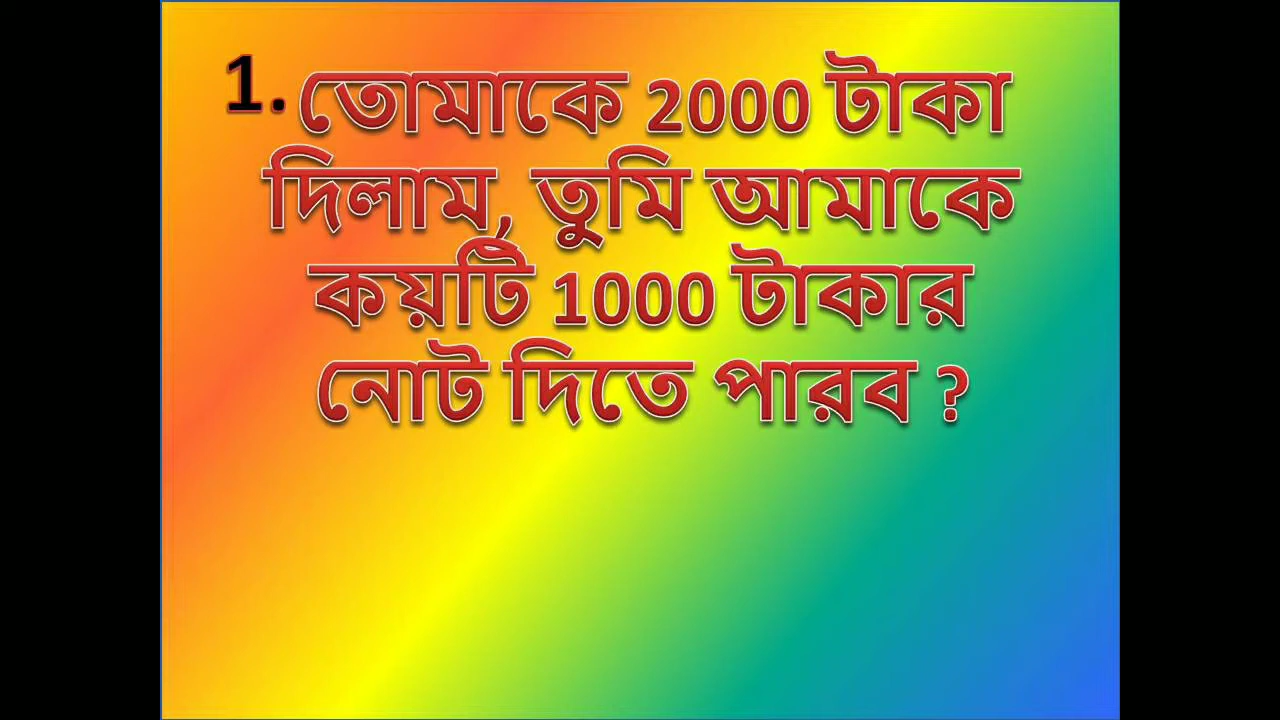 1. তোমাকে 2000 টাকা
দিলাম, তুমি আমাকে
কয়টি 1000 টাকার
নোট দিতে পারব ?